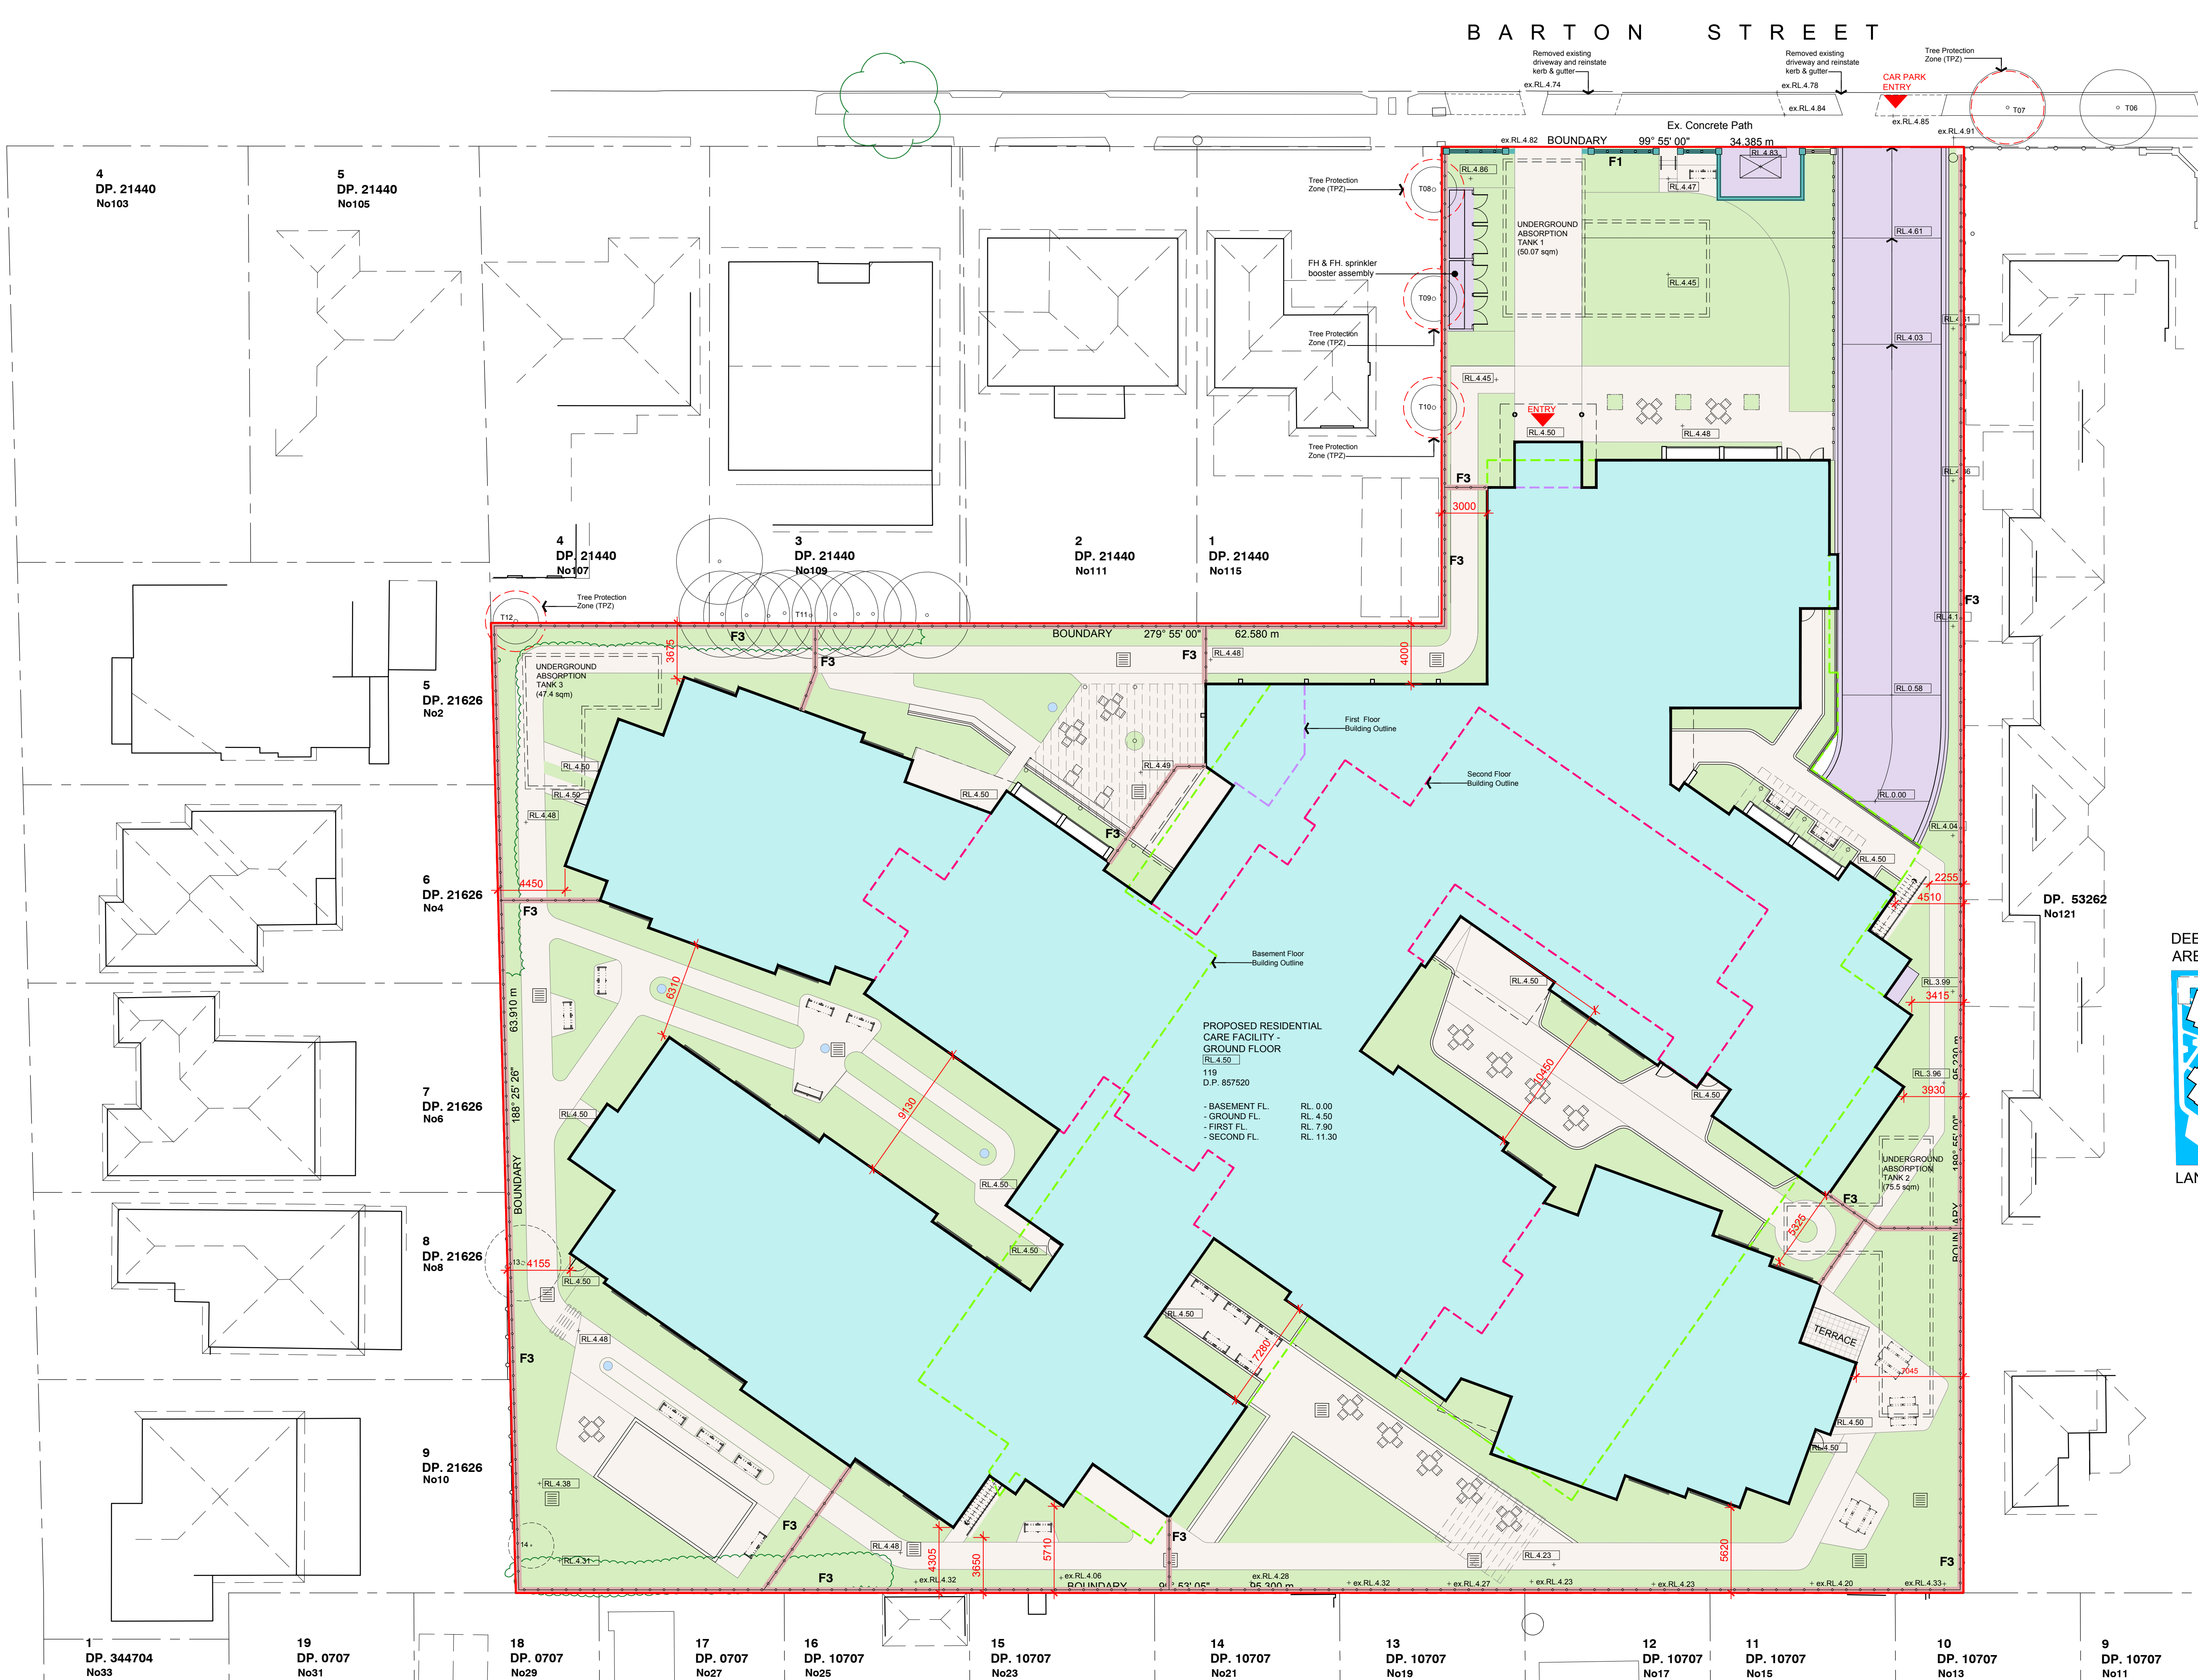 BARTON STREET
Removed existing
driveway and reinstate
kerb & gutter
ex.RL.4.74
Removed existing
driveway and reinstate
kerb & gutter
ex.RL.4.78
ex.RL.4.84
CAR PARK
ENTRY
ex.RL.4.85
Tree Protection
Zone (TPZ)
T07
T06
ex.RL.4.91
Ex. Concrete Path
ex.RL.4.82
BOUNDARY 99° 55' 00" 34.385 m
4
DP. 21440
No103
5
DP. 21440
No105
Tree Protection
Zone (TPZ)
T08
RL.4.86
F1
RL.4.83
RL.4.47
UNDERGROUND
ABSORPTION
TANK 1
(50.07 sqm)
RL.4.61
FH & FH. sprinkler
booster assembly
T09
RL.4.45
Tree Protection
Zone (TPZ)
RL.4.03
RL.4.45
T10
ENTRY
RL.4.50
RL.4.48
Tree Protection
Zone (TPZ)
F3
3000
F3
4
DP. 21440
No107
3
DP. 21440
No109
2
DP. 21440
No111
1
DP. 21440
No115
Tree Protection
Zone (TPZ)
T12
T11
F3
F3
BOUNDARY 279° 55' 00" 62.580 m
3675
F3
F3
RL.4.48
4000
UNDERGROUND
ABSORPTION
TANK 3
(47.4 sqm)
5
DP. 21626
No2
RL.0.58
First Floor
Building Outline
RL.4.50
RL.4.49
Second Floor
Building Outline
RL.4.50
RL.4.50
RL.0.00
RL.4.48
RL.4.04
F3
RL.4.50
6
DP. 21626
No4
4450
F3
2255
4510
DP. 53262
No121
6310
Basement Floor
Building Outline
RL.4.50
RL.3.99
3415
63.910 m
PROPOSED RESIDENTIAL
CARE FACILITY -
GROUND FLOOR
RL.4.50
119
D.P. 857520
- BASEMENT FL. RL. 0.00
- GROUND FL. RL. 4.50
- FIRST FL. RL. 7.90
- SECOND FL. RL. 11.30
95.230 m
188° 25' 26"
7
DP. 21626
No6
RL.4.50
9130
10450
RL.4.50
RL.3.96
3930
189° 55' 00"
UNDERGROUND
ABSORPTION
TANK 2
(75.5 sqm)
BOUNDARY
RL.4.50
F3
5325
BOUNDARY
8
DP. 21626
No8
4155
RL.4.50
RL.4.50
RL.4.50
RL.4.48
7280
TERRACE
7045
F3
9
DP. 21626
No10
RL.4.50
RL.4.50
RL.4.38
F3
RL.4.48
RL.4.31
F3
4305
3650
5710
F3
RL.4.23
5620
F3
ex.RL.4.32
ex.RL.4.06
ex.RL.4.28
ex.RL.4.32
ex.RL.4.27
ex.RL.4.23
ex.RL.4.23
ex.RL.4.20
ex.RL.4.33
BOUNDARY 53' 05" 95.300 m
1
DP. 344704
No33
19
DP. 0707
No31
18
DP. 0707
No29
17
DP. 0707
No27
16
DP. 10707
No25
15
DP. 10707
No23
14
DP. 10707
No21
13
DP. 10707
No19
12
DP. 10707
No17
11
DP. 10707
No15
10
DP. 10707
No13
9
DP. 10707
No11